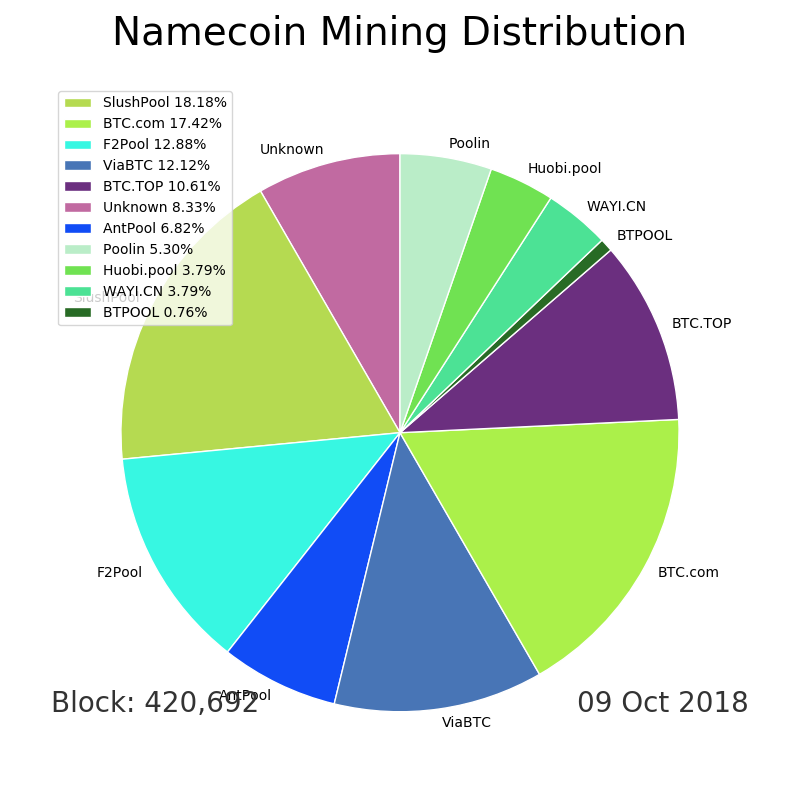 Namecoin Mining Distribution
SlushPool 18.18%
BTC.com 17.42%
F2Pool 12.88%
ViaBTC 12.12%
BTC.TOP 10.61%
Unknown 8.33%
AntPool 6.82%
Poolin 5.30%
Huobi.pool 3.79%
WAYI.CN 3.79%
BTPOOL 0.76%
Unknown
Poolin
Huobi.pool
WAYI.CN
BTPOOL
SlushPool
BTC.TOP
F2Pool
BTC.com
AntPool
ViaBTC
Block: 420,692
09 Oct 2018